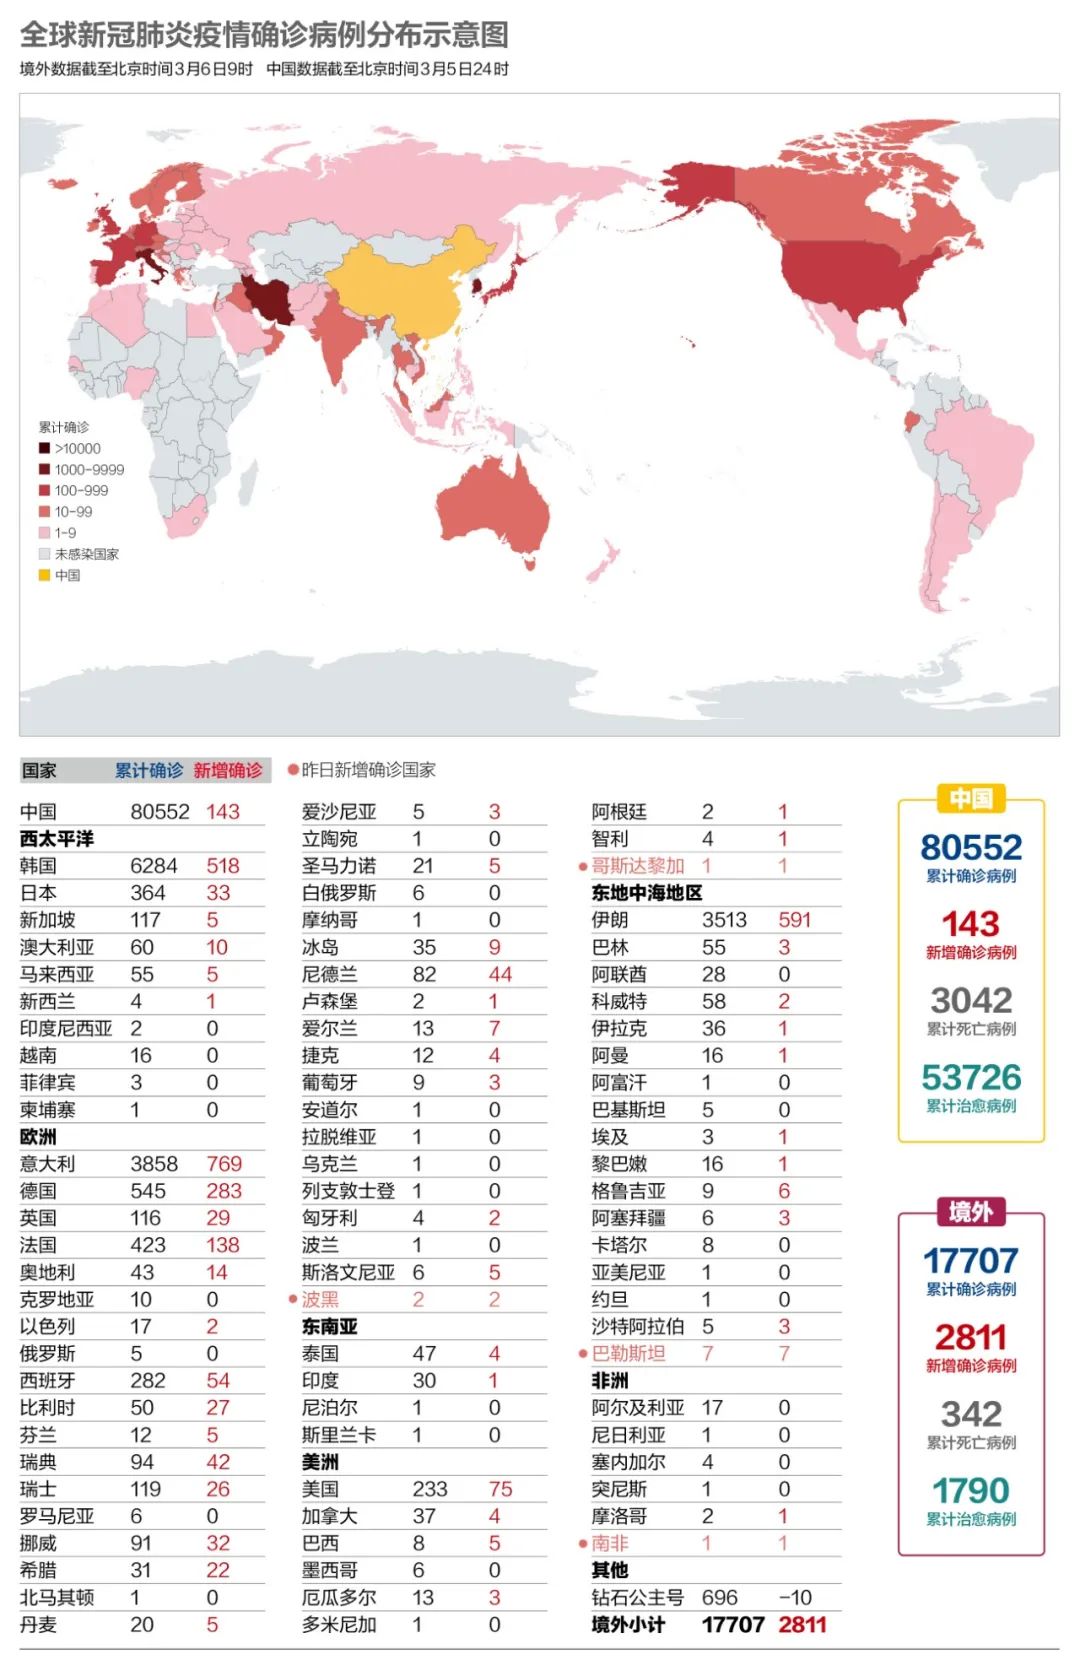 全球新冠肺炎疫情确诊病例分布示意图
境外数据截至北京时间3月6日9时 中国数据截至北京时间3月5日24时
累计确诊
>10000
1000-9999
100-999
10-99
1-9
未感染国家
中国
国家 累计确诊 新增确诊
中国 80552 143
西太平洋
韩国 6284 518
日本 364 33
新加坡 117 5
澳大利亚 60 10
马来西亚 55 5
新西兰 4 1
印度尼西亚 2 0
越南 16 0
菲律宾 3 0
柬埔寨 1 0
欧洲
意大利 3858 769
德国 545 283
英国 116 29
法国 423 138
奥地利 43 14
克罗地亚 10 0
以色列 17 2
俄罗斯 5 0
西班牙 282 54
比利时 50 27
芬兰 12 5
瑞典 94 42
瑞士 119 26
罗马尼亚 6 0
挪威 91 32
希腊 31 22
北马其顿 1 0
丹麦 20 5
昨日新增确诊国家
爱沙尼亚 5 3
立陶宛 1 0
圣马力诺 21 5
白俄罗斯 6 0
摩纳哥 1 0
冰岛 35 9
尼德兰 82 44
卢森堡 2 1
爱尔兰 13 7
捷克 12 4
葡萄牙 9 3
安道尔 1 0
拉脱维亚 1 0
乌克兰 1 0
列支敦士登 1 0
匈牙利 4 2
波兰 1 0
斯洛文尼亚 6 5
波黑 2 2
东南亚
泰国 47 4
印度 30 1
尼泊尔 1 0
斯里兰卡 1 0
美洲
美国 233 75
加拿大 37 4
巴西 8 5
墨西哥 6 0
厄瓜多尔 13 3
多米尼加 1 0
阿根廷 2 1
智利 4 1
哥斯达黎加 1 1
东地中海地区
伊朗 3513 591
巴林 55 3
阿联酋 28 0
科威特 58 2
伊拉克 36 1
阿曼 16 1
阿富汗 1 0
巴基斯坦 5 0
埃及 3 1
黎巴嫩 16 1
格鲁吉亚 9 6
阿塞拜疆 6 3
卡塔尔 8 0
亚美尼亚 1 0
约旦 1 0
沙特阿拉伯 5 3
巴勒斯坦 7 7
非洲
阿尔及利亚 17 0
尼日利亚 1 0
塞内加尔 4 0
突尼斯 1 0
摩洛哥 2 1
南非 1 1
其他
钻石公主号 696 -10
境外小计 17707 2811
中国
80552
累计确诊病例
143
新增确诊病例
3042
累计死亡病例
53726
累计治愈病例
境外
17707
累计确诊病例
2811
新增确诊病例
342
累计死亡病例
1790
累计治愈病例